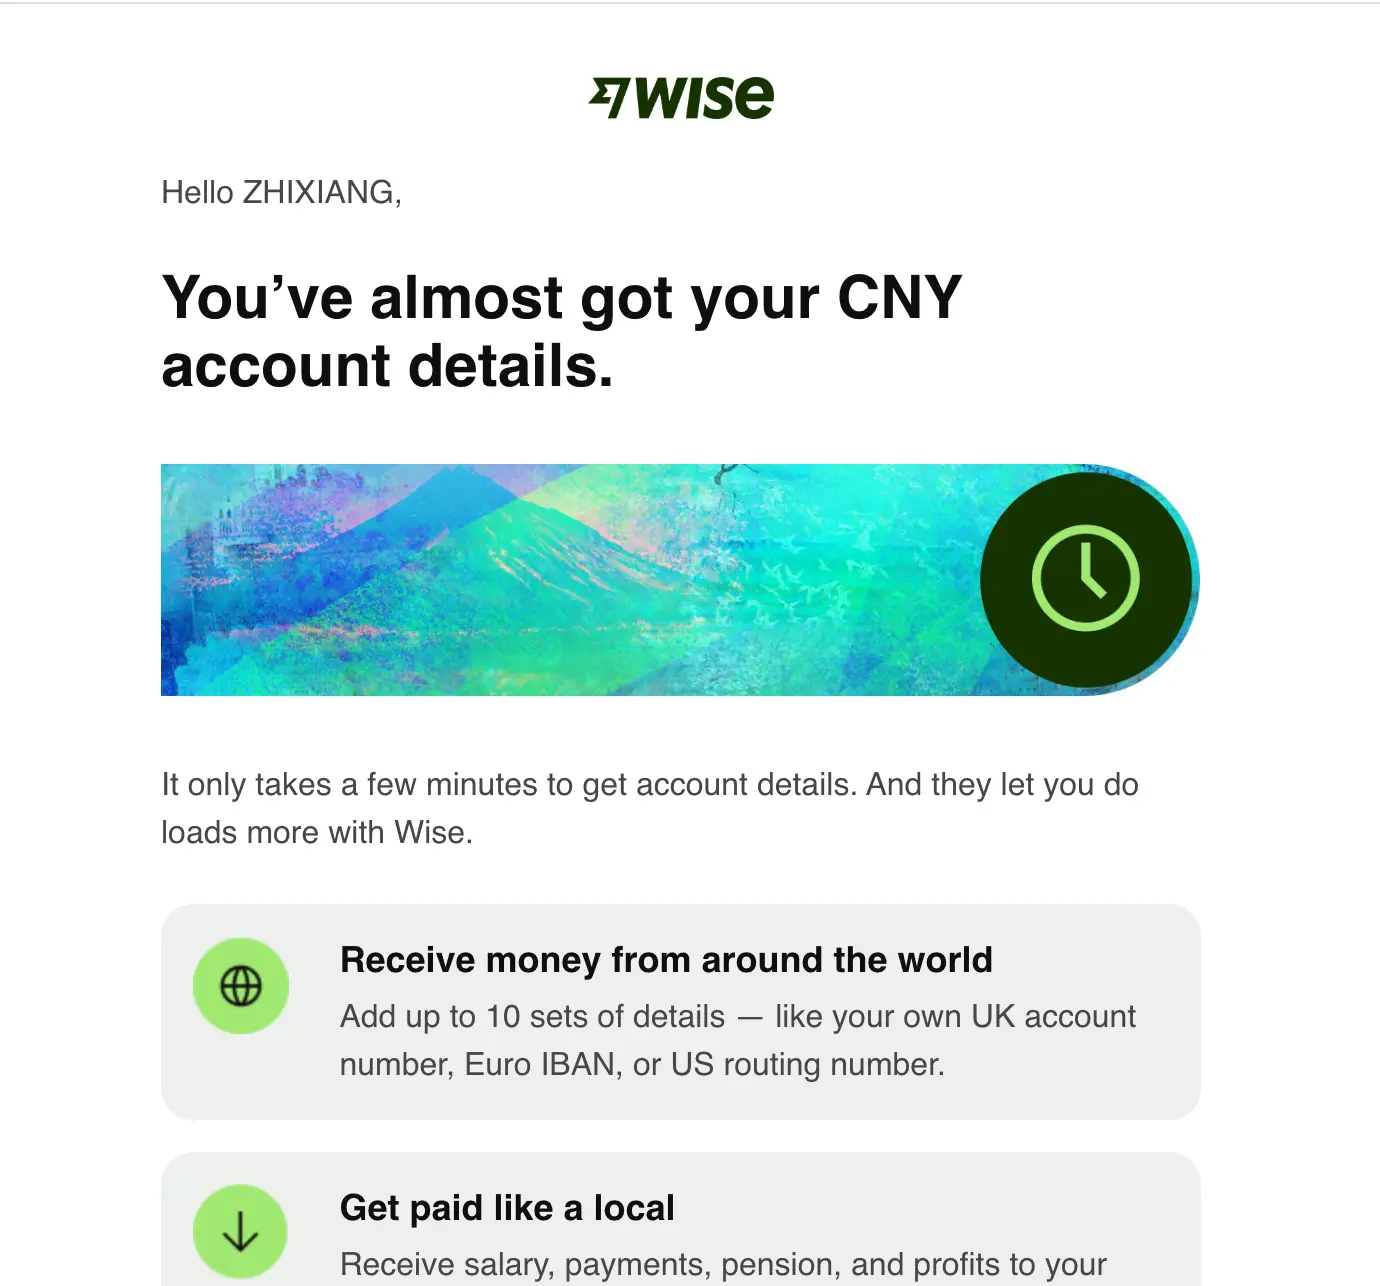 wise
Hello ZHIXIANG,
You’ve almost got your CNY
account details.
It only takes a few minutes to get account details. And they let you do
loads more with Wise.
Receive money from around the world
Add up to 10 sets of details — like your own UK account
number, Euro IBAN, or US routing number.
Get paid like a local
Receive salary, payments, pension, and profits to your